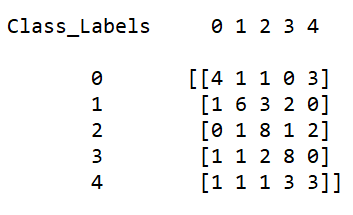 Class_Labels 0 1 2 3 4
0 [[4 1 1 0 3]
1 [1 6 3 2 0]
2 [0 1 8 1 2]
3 [1 1 2 8 0]
4 [1 1 1 3 3]]